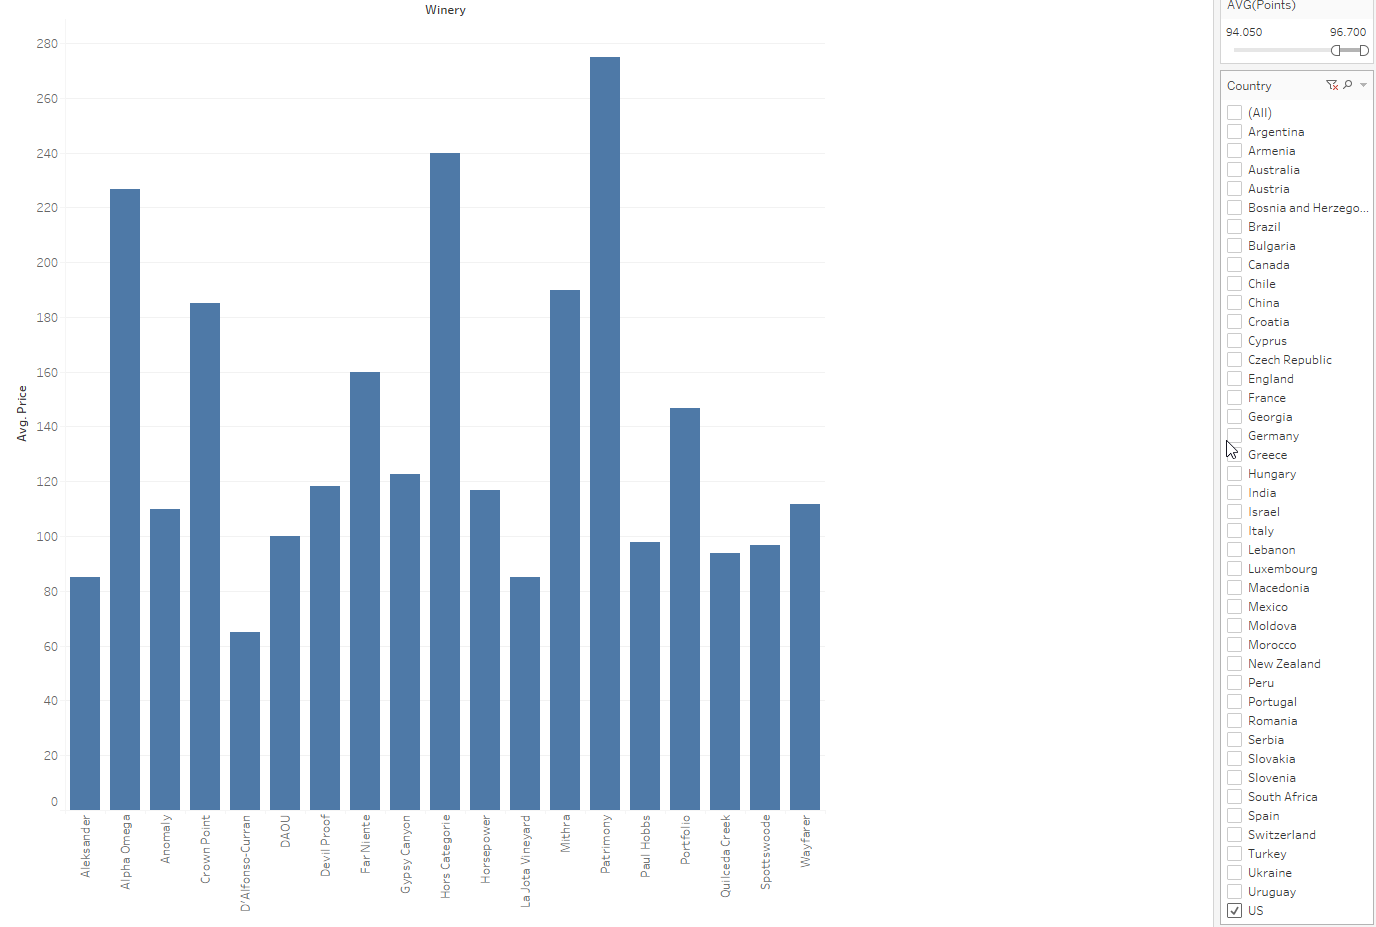 Winery
280
260
240
220
200
180
160
140
120
100
80
60
40
20
0
Avg. Price
Aleksander
Alpha Omega
Anomaly
Crown Point
D'Alfonso-Curran
DAOU
Devil Proof
Far Niente
Gypsy Canyon
Hors Categorie
Horsepower
La Jota Vineyard
Mithra
Patrimony
Paul Hobbs
Portfolio
Quilceda Creek
Spottswoode
Wayfarer
AVG(Points)
94.050 96.700
Country
(All)
Argentina
Armenia
Australia
Austria
Bosnia and Herzego...
Brazil
Bulgaria
Canada
Chile
China
Croatia
Cyprus
Czech Republic
England
France
Georgia
Germany
Greece
Hungary
India
Israel
Italy
Lebanon
Luxembourg
Macedonia
Mexico
Moldova
Morocco
New Zealand
Peru
Portugal
Romania
Serbia
Slovakia
Slovenia
South Africa
Spain
Switzerland
Turkey
Ukraine
Uruguay
US